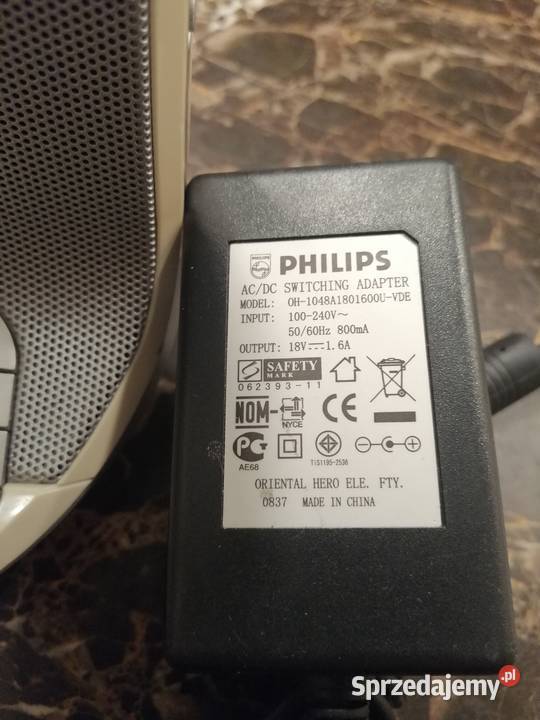 PHILIPS
PHILIPS
AC/DC SWITCHING ADAPTER
MODEL: OH-1048A1801600U-VDE
INPUT: 100-240V~
50/60Hz 800mA
OUTPUT: 18V⎓1.6A
SAFETY
MARK
062393-11
NOM-
NYCE
CE
PG
AE68
TIS1195-2536
ORIENTAL HERO ELE. FTY.
0837 MADE IN CHINA
Sprzedajemy.pl